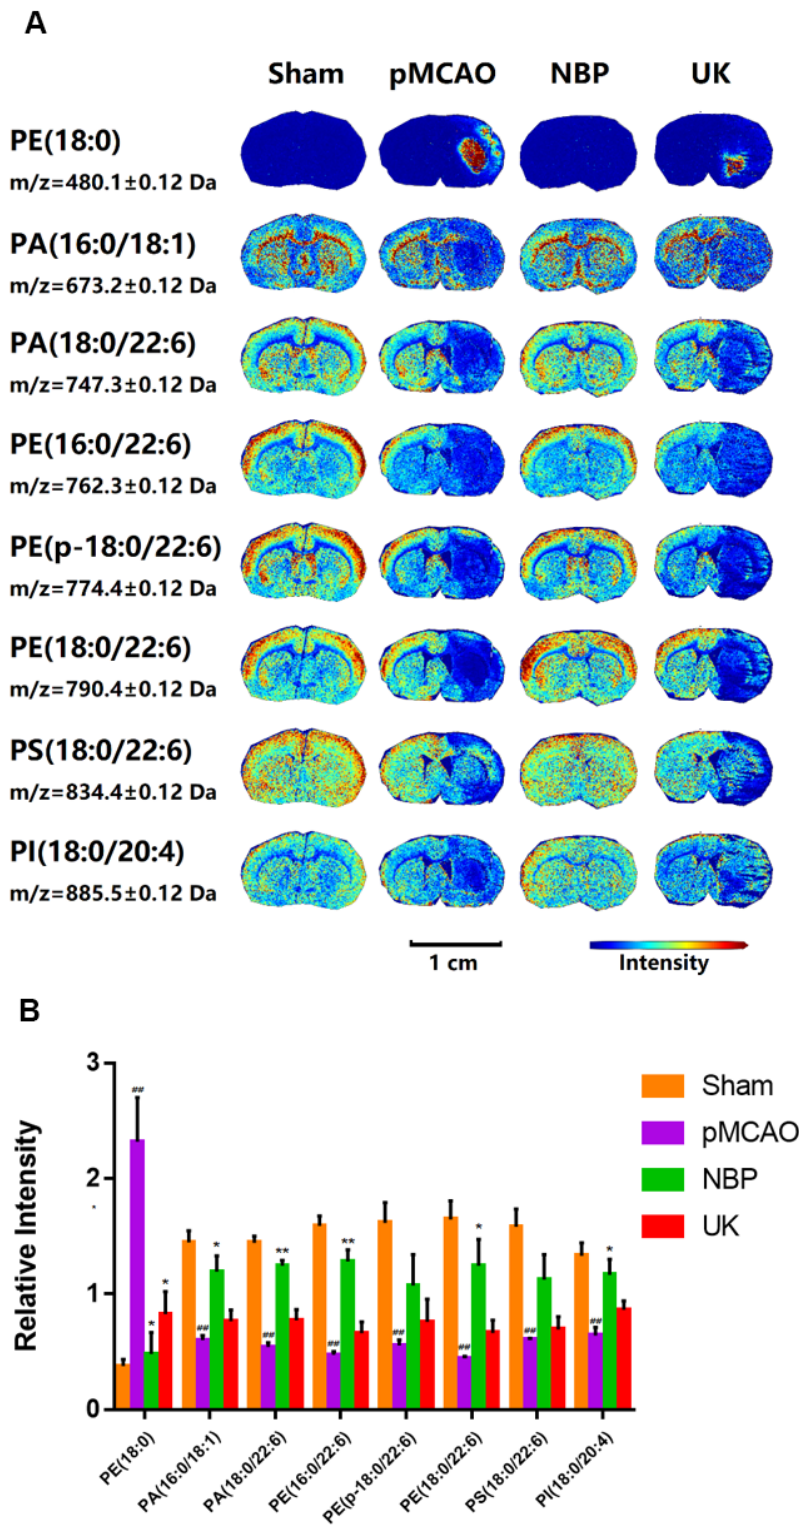 A
Sham pMCAO NBP UK
PE(18:0)
m/z=480.1±0.12 Da
PA(16:0/18:1)
m/z=673.2±0.12 Da
PA(18:0/22:6)
m/z=747.3±0.12 Da
PE(16:0/22:6)
m/z=762.3±0.12 Da
PE(p-18:0/22:6)
m/z=774.4±0.12 Da
PE(18:0/22:6)
m/z=790.4±0.12 Da
PS(18:0/22:6)
m/z=834.4±0.12 Da
PI(18:0/20:4)
m/z=885.5±0.12 Da
1 cm
Intensity
B
Relative Intensity
3
2
1
0
##
*
*
##
*
##
**
##
**
##
##
*
##
##
*
Sham
pMCAO
NBP
UK
PE(18:0)
PA(16:0/18:1)
PA(18:0/22:6)
PE(16:0/22:6)
PE(p-18:0/22:6)
PE(18:0/22:6)
PS(18:0/22:6)
PI(18:0/20:4)